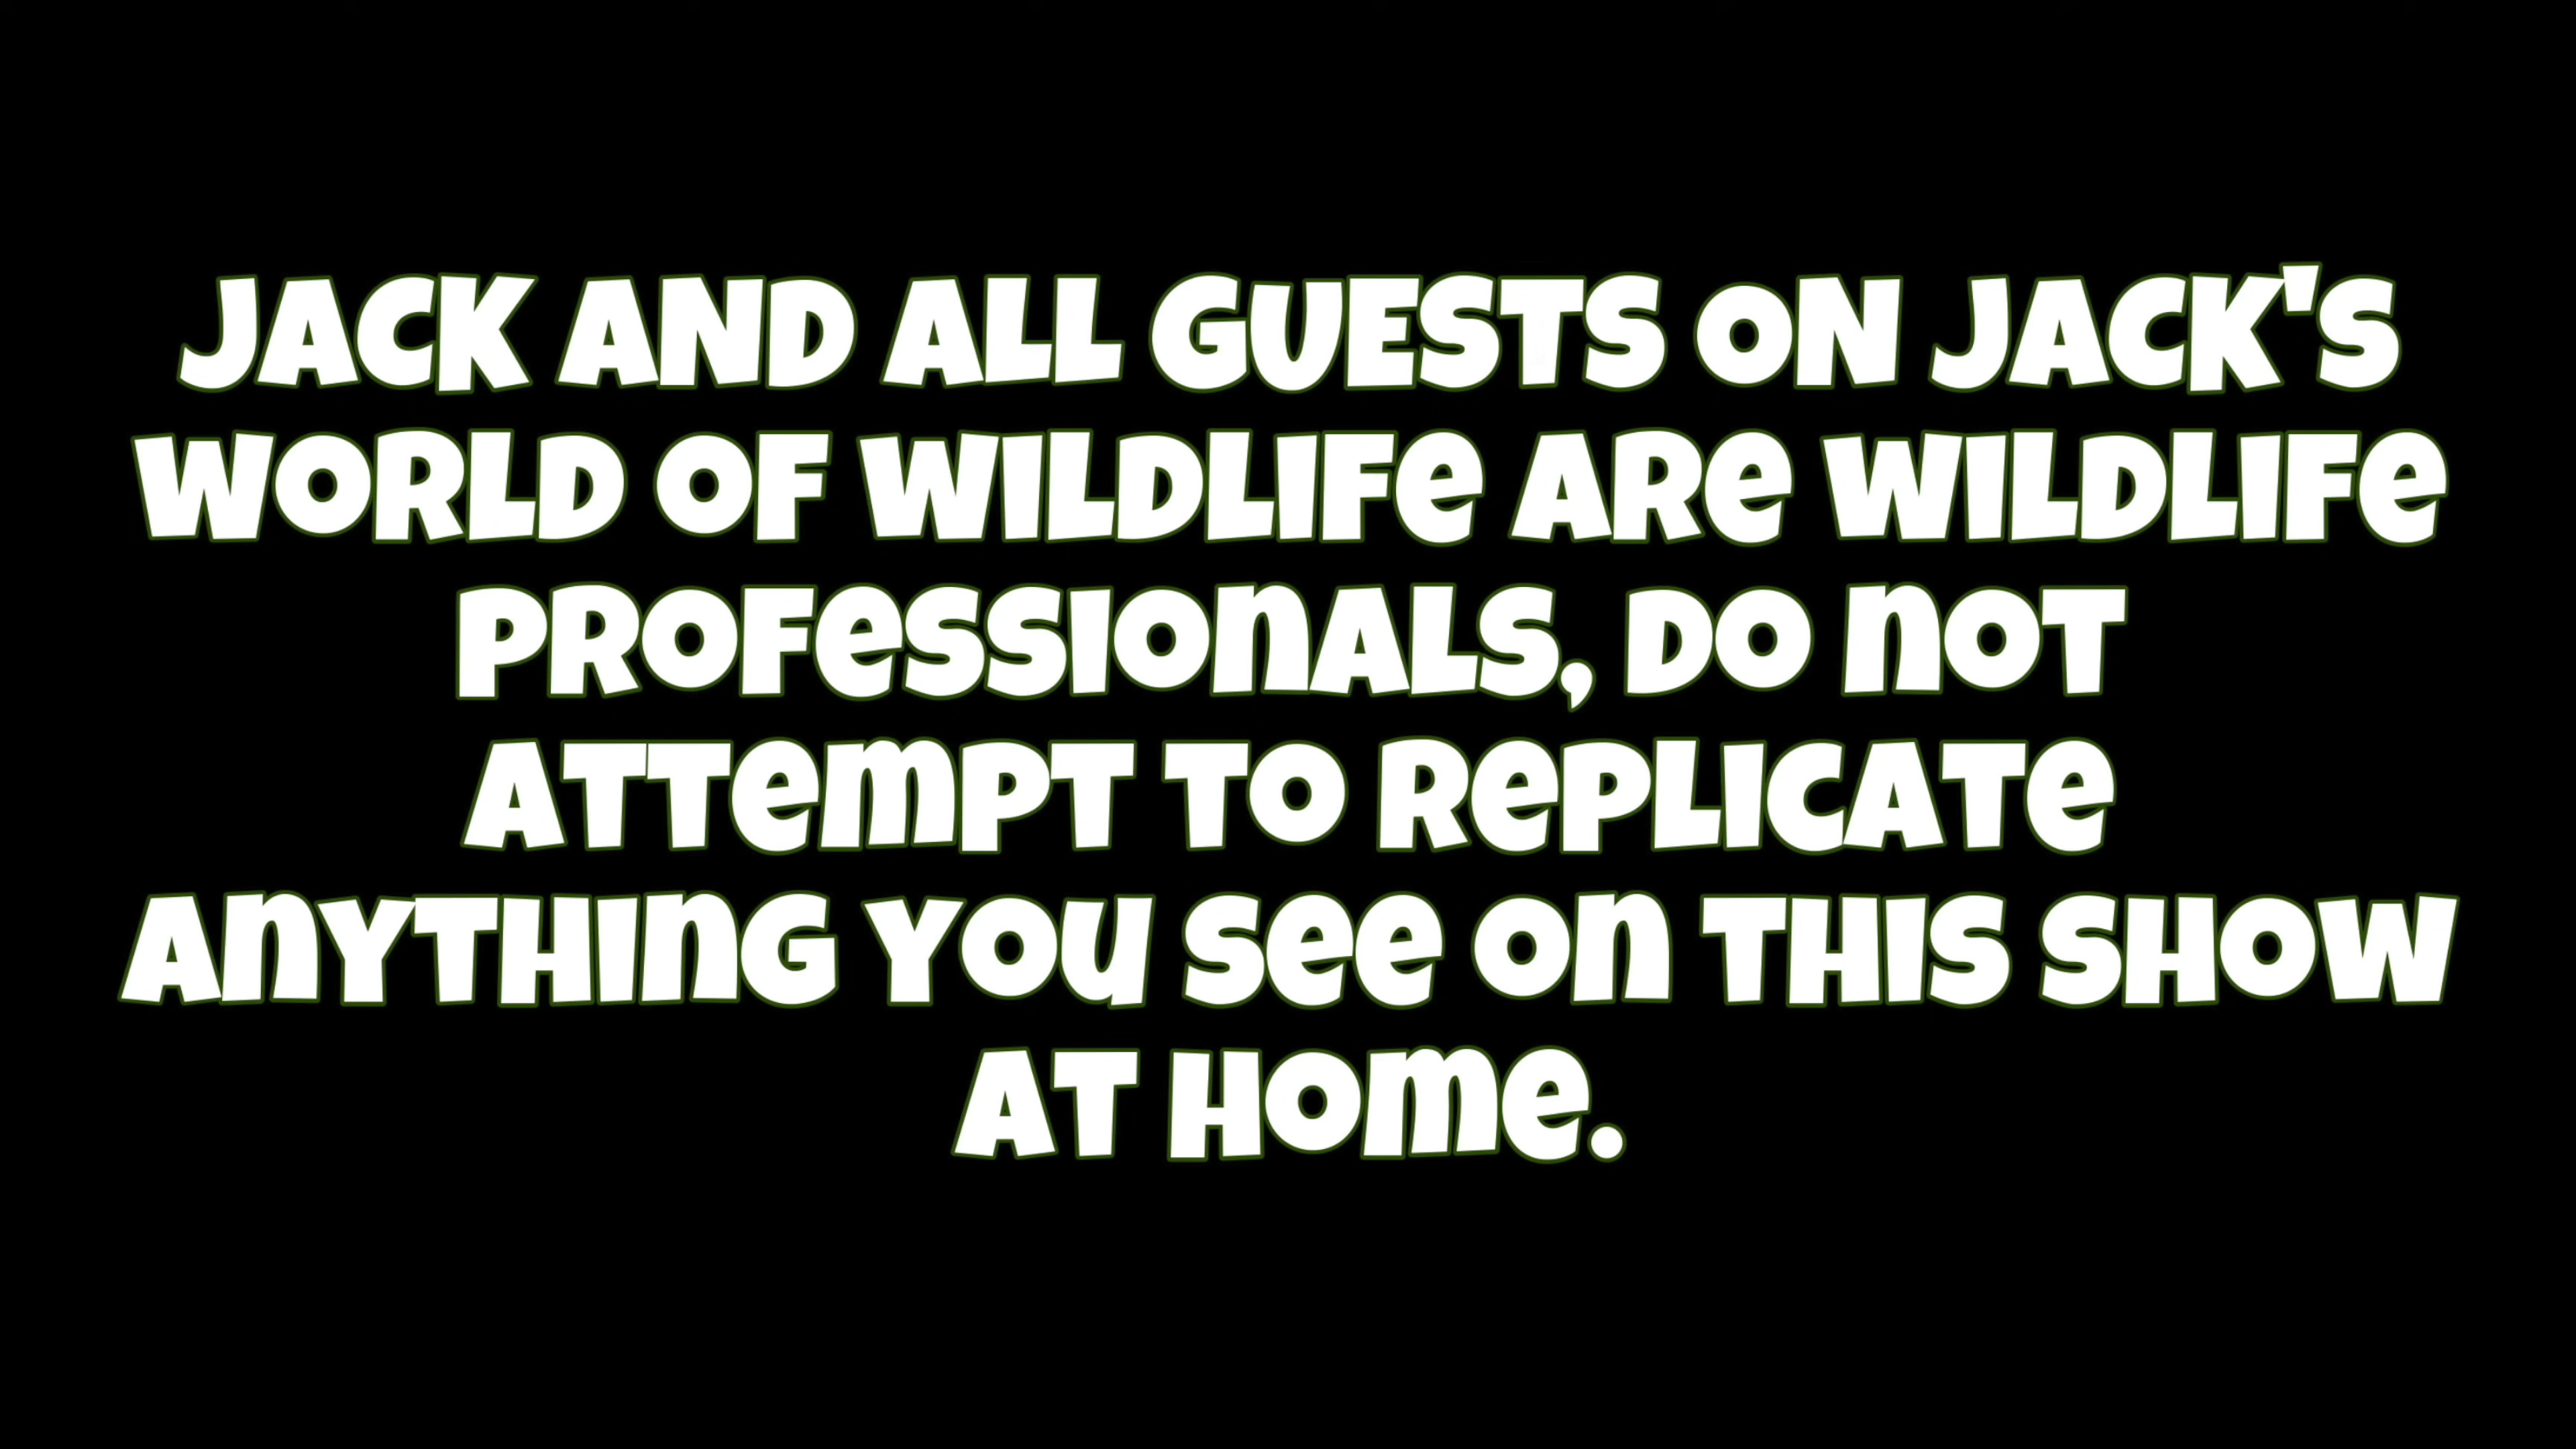 JACK AND ALL GUESTS ON JACK'S
WORLD OF WILDLIFE ARE WILDLIFE
PROFESSIONALS, DO NOT
ATTEMPT TO REPLICATE
ANYTHING YOU SEE ON THIS SHOW
AT HOME.